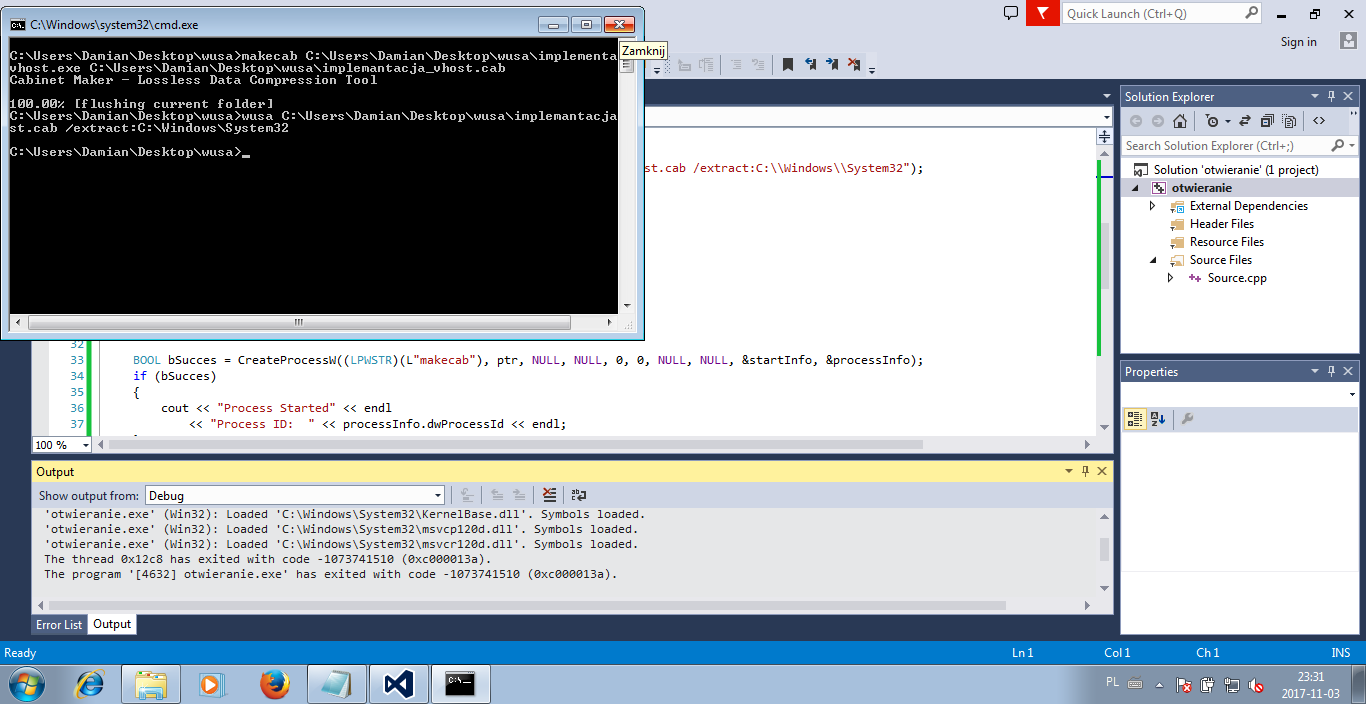 C:\Windows\system32\cmd.exe
Quick Launch (Ctrl+Q)
Sign in
Zamknij
C:\Users\Damian\Desktop\wusa>makecab C:\Users\Damian\Desktop\wusa\implementa
vhost.exe C:\Users\Damian\Desktop\wusa\implemantacja_vhost.cab
Cabinet Maker - Lossless Data Compression Tool
100.00% [flushing current folder]
C:\Users\Damian\Desktop\wusa>wusa C:\Users\Damian\Desktop\wusa\implemantacja
st.cab /extract:C:\Windows\System32
C:\Users\Damian\Desktop\wusa>_
st.cab /extract:C:\\Windows\\System32");
32
33 BOOL bSucces = CreateProcessW((LPWSTR)(L"makecab"), ptr, NULL, NULL, 0, 0, NULL, NULL, &startInfo, &processInfo);
34 if (bSucces)
35 {
36 cout << "Process Started" << endl
37 << "Process ID:  " << processInfo.dwProcessId << endl;
100 %
Solution Explorer
Search Solution Explorer (Ctrl+;)
Solution 'otwieranie' (1 project)
otwieranie
External Dependencies
Header Files
Resource Files
Source Files
Source.cpp
Properties
Output
Show output from: Debug
'otwieranie.exe' (Win32): Loaded 'C:\Windows\System32\KernelBase.dll'. Symbols loaded.
'otwieranie.exe' (Win32): Loaded 'C:\Windows\System32\msvcp120d.dll'. Symbols loaded.
'otwieranie.exe' (Win32): Loaded 'C:\Windows\System32\msvcr120d.dll'. Symbols loaded.
The thread 0x12c8 has exited with code -1073741510 (0xc000013a).
The program '[4632] otwieranie.exe' has exited with code -1073741510 (0xc000013a).
Error List Output
Ready Ln 1 Col 1 Ch 1 INS
PL
23:31
2017-11-03